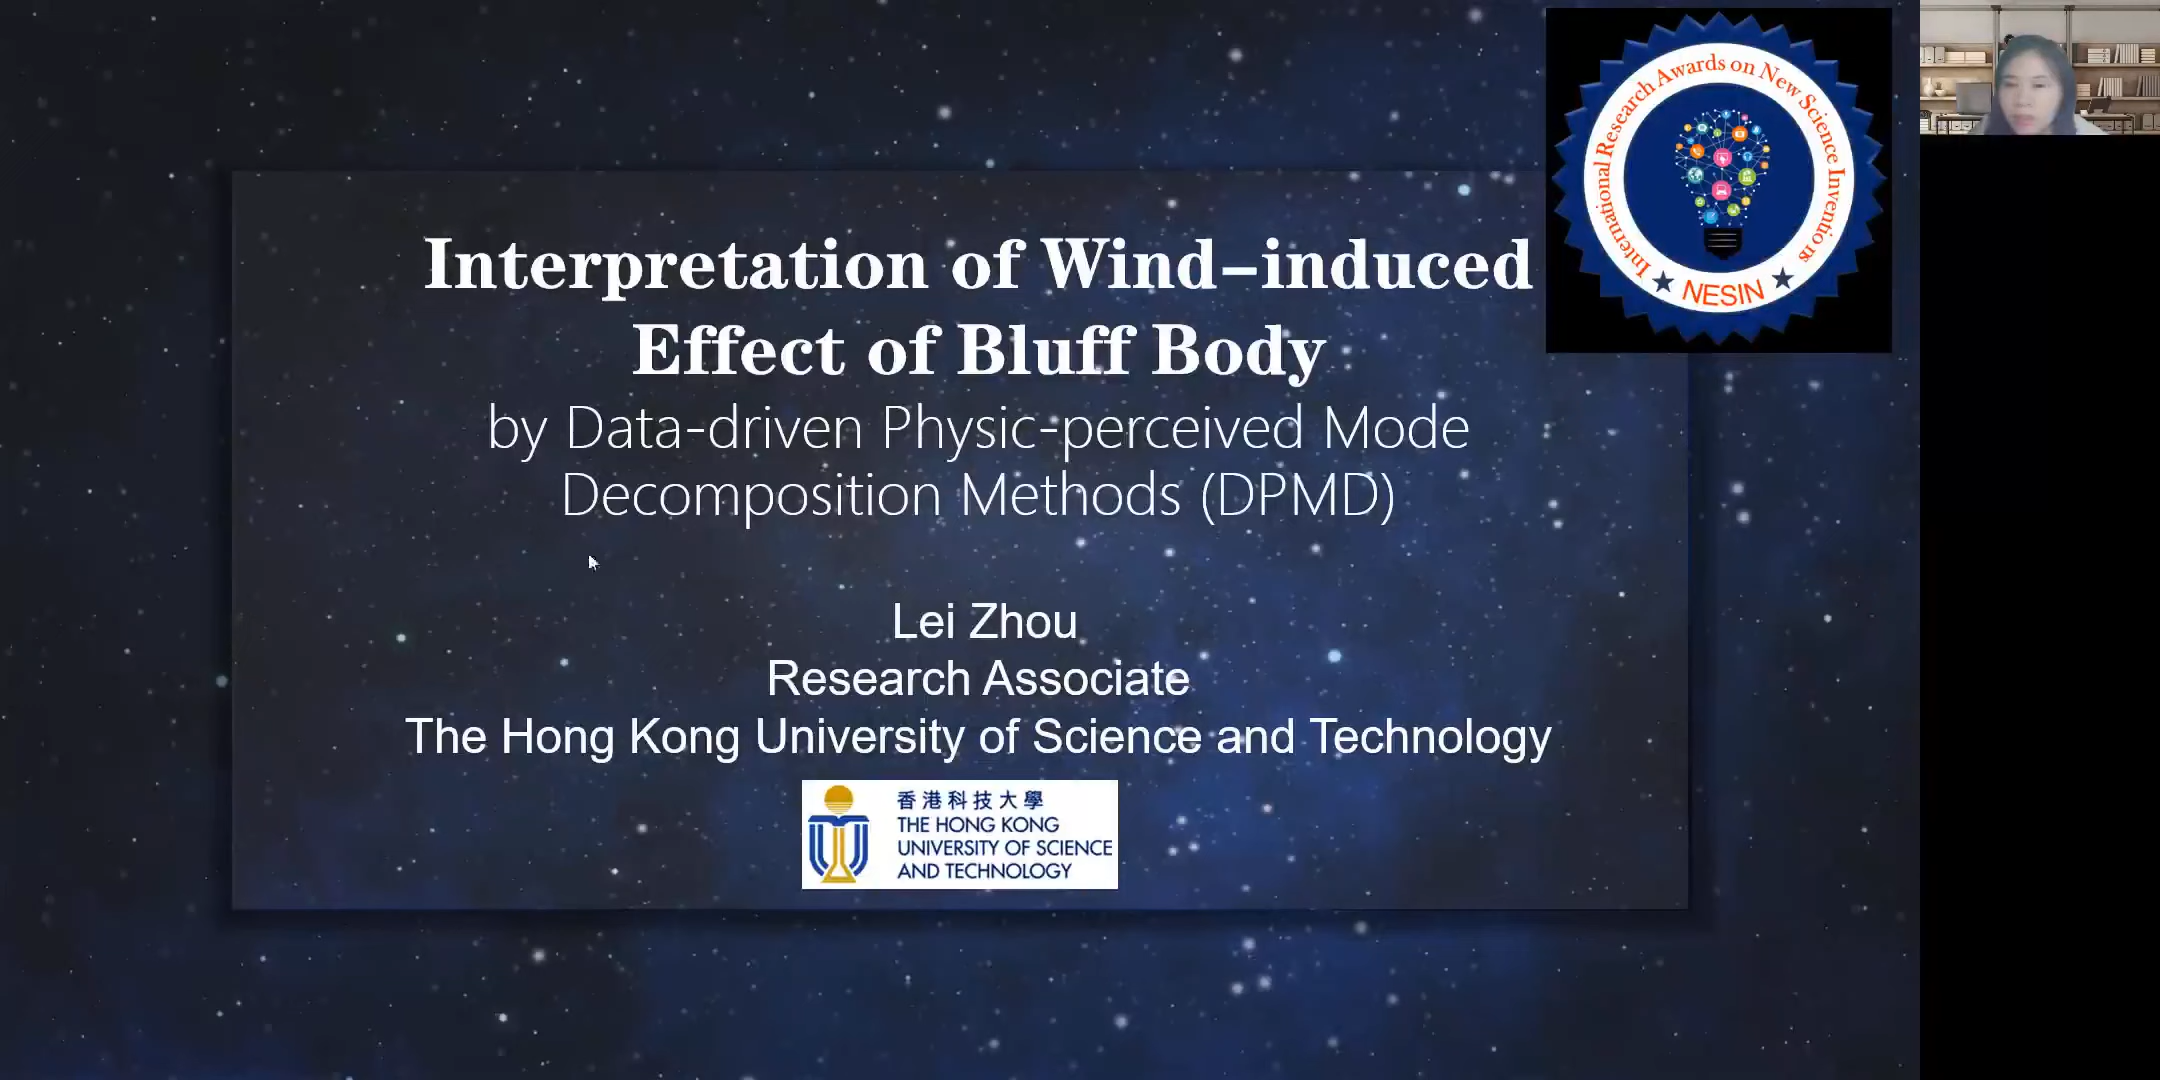 Interpretation of Wind-induced
Effect of Bluff Body
by Data-driven Physic-perceived Mode
Decomposition Methods (DPMD)
Lei Zhou
Research Associate
The Hong Kong University of Science and Technology
香港科技大學
THE HONG KONG
UNIVERSITY OF SCIENCE
AND TECHNOLOGY
International Research Awards on New Science Inventions
NESIN